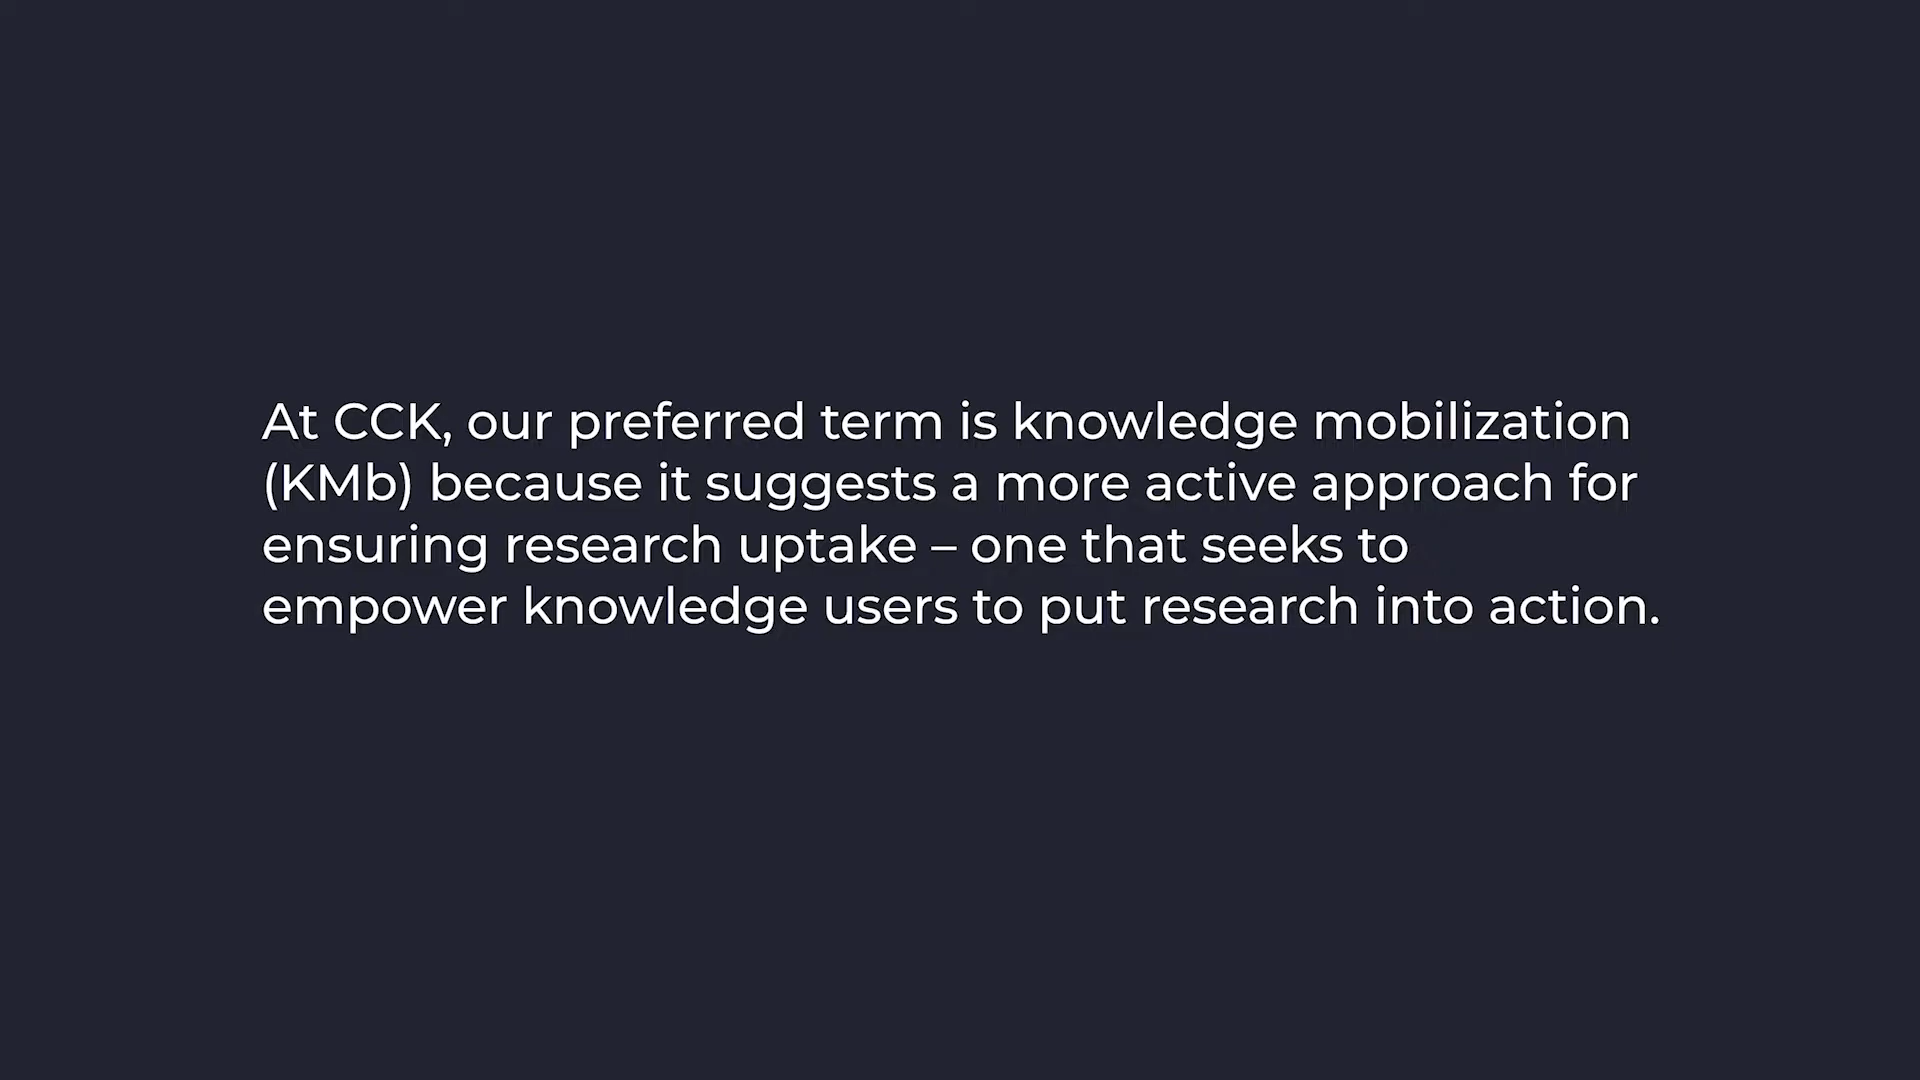 At CCK, our preferred term is knowledge mobilization
(KMb) because it suggests a more active approach for
ensuring research uptake – one that seeks to
empower knowledge users to put research into action.